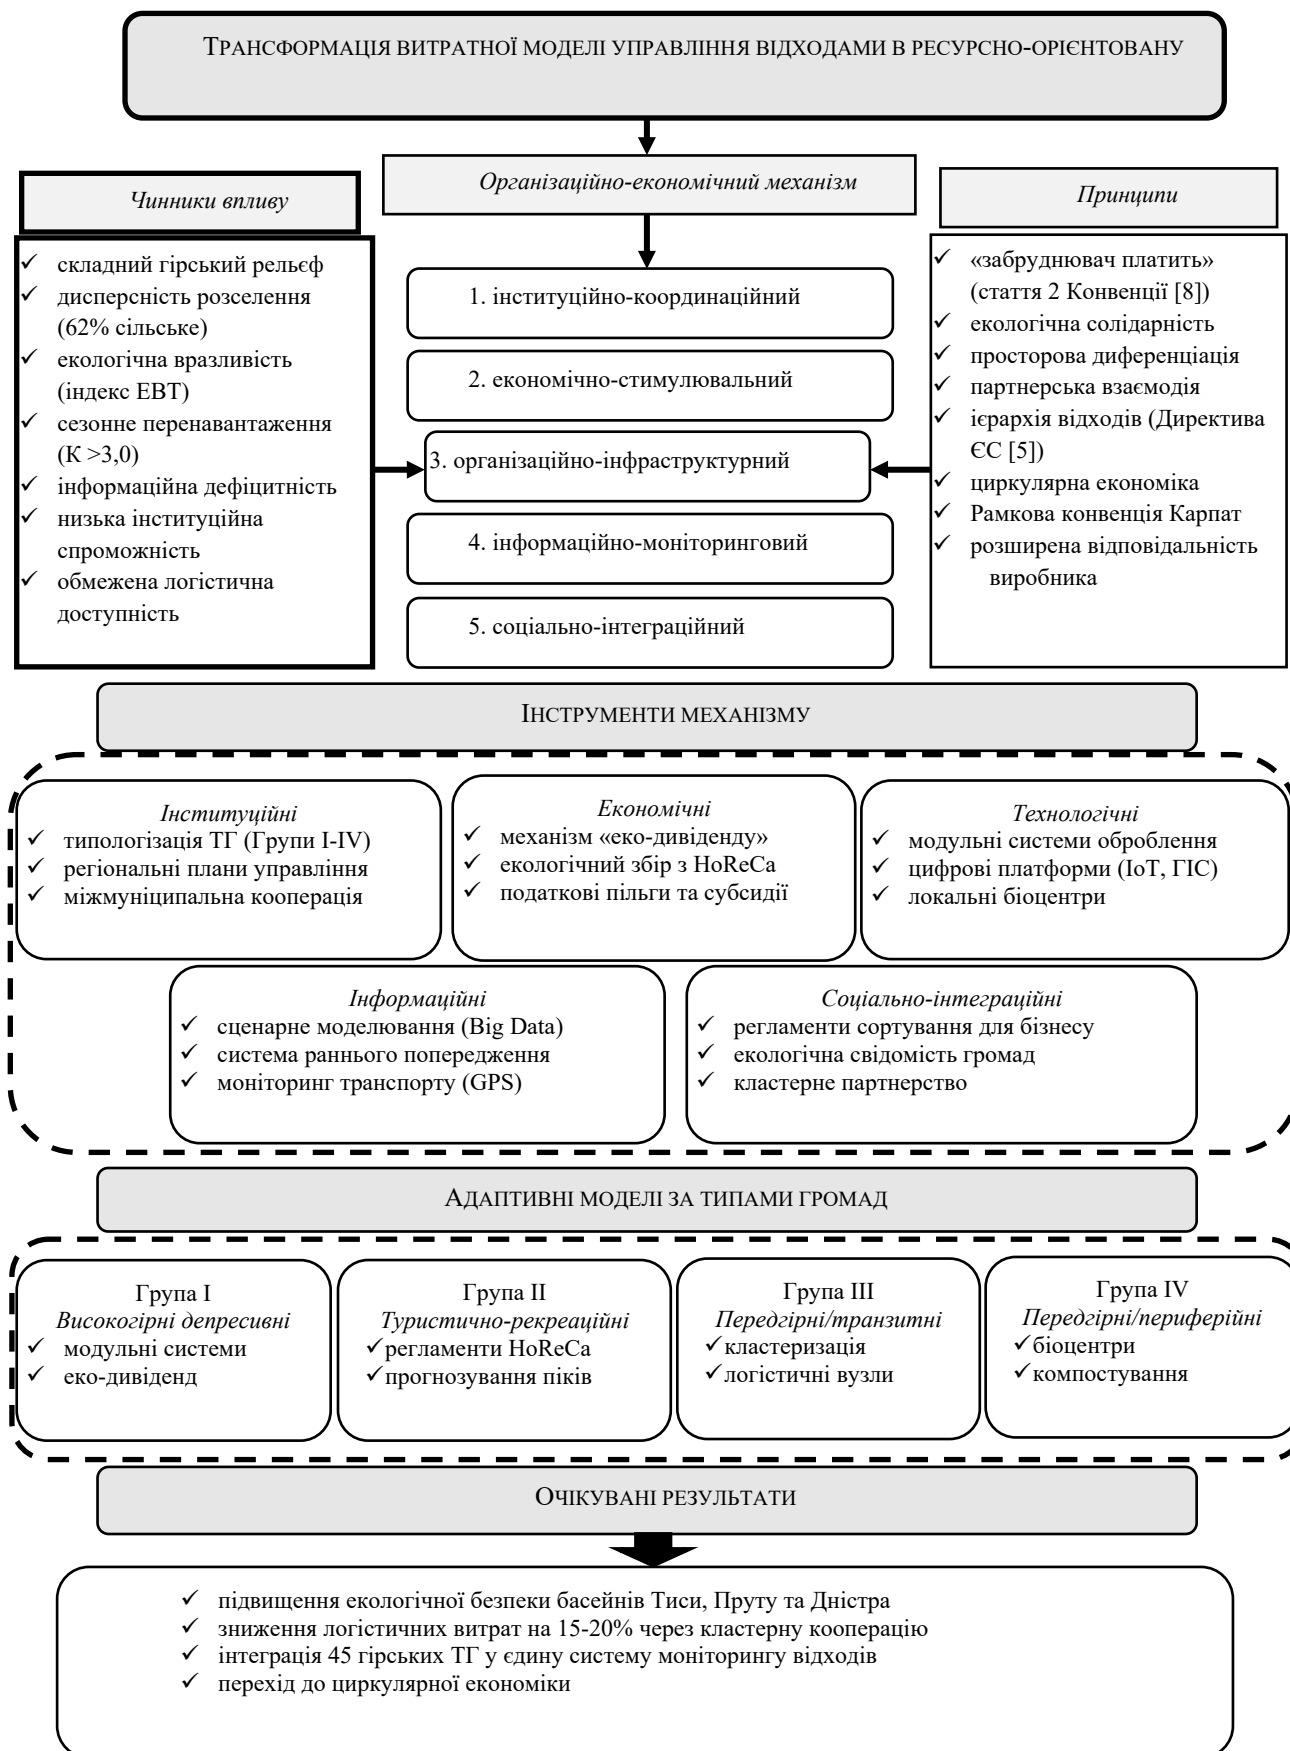 ТРАНСФОРМАЦІЯ ВИТРАТНОЇ МОДЕЛІ УПРАВЛІННЯ ВІДХОДАМИ В РЕСУРСНО-ОРІЄНТОВАНУ
Організаційно-економічний механізм
Чинники впливу
✓ складний гірський рельєф
✓ дисперсність розселення
(62% сільське)
✓ екологічна вразливість
(індекс ЕВТ)
✓ сезонне перенавантаження
(К >3,0)
✓ інформаційна дефіцитність
✓ низька інституційна
спроможність
✓ обмежена логістична
доступність
1. інституційно-координаційний
2. економічно-стимулювальний
3. організаційно-інфраструктурний
4. інформаційно-моніторинговий
5. соціально-інтеграційний
Принципи
✓ «забруднювач платить»
(стаття 2 Конвенції [8])
✓ екологічна солідарність
✓ просторова диференціація
✓ партнерська взаємодія
✓ ієрархія відходів (Директива
ЄС [5])
✓ циркулярна економіка
✓ Рамкова конвенція Карпат
✓ розширена відповідальність
виробника
ІНСТРУМЕНТИ МЕХАНІЗМУ
Інституційні
✓ типологізація ТГ (Групи I-IV)
✓ регіональні плани управління
✓ міжмуніципальна кооперація
Економічні
✓ механізм «еко-дивіденду»
✓ екологічний збір з HoReCa
✓ податкові пільги та субсидії
Технологічні
✓ модульні системи оброблення
✓ цифрові платформи (IoT, ГІС)
✓ локальні біоцентри
Інформаційні
✓ сценарне моделювання (Big Data)
✓ система раннього попередження
✓ моніторинг транспорту (GPS)
Соціально-інтеграційні
✓ регламенти сортування для бізнесу
✓ екологічна свідомість громад
✓ кластерне партнерство
АДАПТИВНІ МОДЕЛІ ЗА ТИПАМИ ГРОМАД
Група I
Високогірні депресивні
✓ модульні системи
✓ еко-дивіденд
Група II
Туристично-рекреаційні
✓ регламенти HoReCa
✓ прогнозування піків
Група III
Передгірні/транзитні
✓ кластеризація
✓ логістичні вузли
Група IV
Передгірні/периферійні
✓ біоцентри
✓ компостування
ОЧІКУВАНІ РЕЗУЛЬТАТИ
✓ підвищення екологічної безпеки басейнів Тиси, Пруту та Дністра
✓ зниження логістичних витрат на 15-20% через кластерну кооперацію
✓ інтеграція 45 гірських ТГ у єдину систему моніторингу відходів
✓ перехід до циркулярної економіки